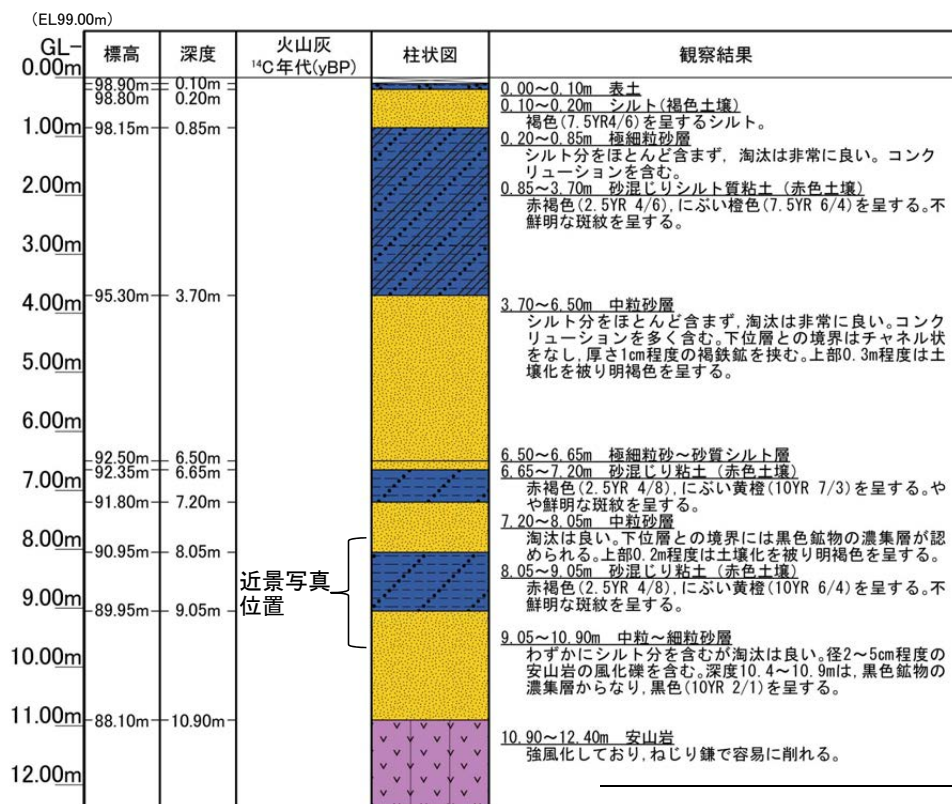 (EL99.00m)
GL-
0.00m
標高
深度
火山灰
¹⁴C年代(yBP)
柱状図
観察結果
98.90m
0.10m
98.80m
0.20m
1.00m
98.15m
0.85m
2.00m
3.00m
95.30m
3.70m
4.00m
5.00m
6.00m
92.50m
6.50m
92.35m
6.65m
7.00m
91.80m
7.20m
8.00m
90.95m
8.05m
近景写真
位置
9.00m
89.95m
9.05m
10.00m
11.00m
88.10m
10.90m
12.00m
0.00~0.10m 表土
0.10~0.20m シルト(褐色土壌)
褐色(7.5YR4/6)を呈するシルト。
0.20~0.85m 極細粒砂層
シルト分をほとんど含まず, 淘汰は非常に良い。コンク
リューションを含む。
0.85~3.70m 砂混じりシルト質粘土 (赤色土壌)
赤褐色(2.5YR 4/6),にぶい橙色(7.5YR 6/4)を呈する。不
鮮明な斑紋を呈する。
3.70~6.50m 中粒砂層
シルト分をほとんど含まず,淘汰は非常に良い。コンク
リューションを多く含む。下位層との境界はチャネル状
をなし,厚さ1cm程度の褐鉄鉱を挟む。上部0.3m程度は土
壌化を被り明褐色を呈する。
6.50~6.65m 極細粒砂~砂質シルト層
6.65~7.20m 砂混じり粘土 (赤色土壌)
赤褐色(2.5YR 4/8),にぶい黄橙(10YR 7/3)を呈する。や
や鮮明な斑紋を呈する。
7.20~8.05m 中粒砂層
淘汰は良い。下位層との境界には黒色鉱物の濃集層が認
められる。上部0.2m程度は土壌化を被り明褐色を呈する。
8.05~9.05m 砂混じり粘土 (赤色土壌)
赤褐色(2.5YR 4/8),にぶい黄橙(10YR 6/4)を呈する。不
鮮明な斑紋を呈する。
9.05~10.90m 中粒~細粒砂層
わずかにシルト分を含むが淘汰は良い。径2~5cm程度の
安山岩の風化礫を含む。深度10.4~10.9mは,黒色鉱物の
濃集層からなり,黒色(10YR 2/1)を呈する。
10.90~12.40m 安山岩
強風化しており,ねじり鎌で容易に削れる。